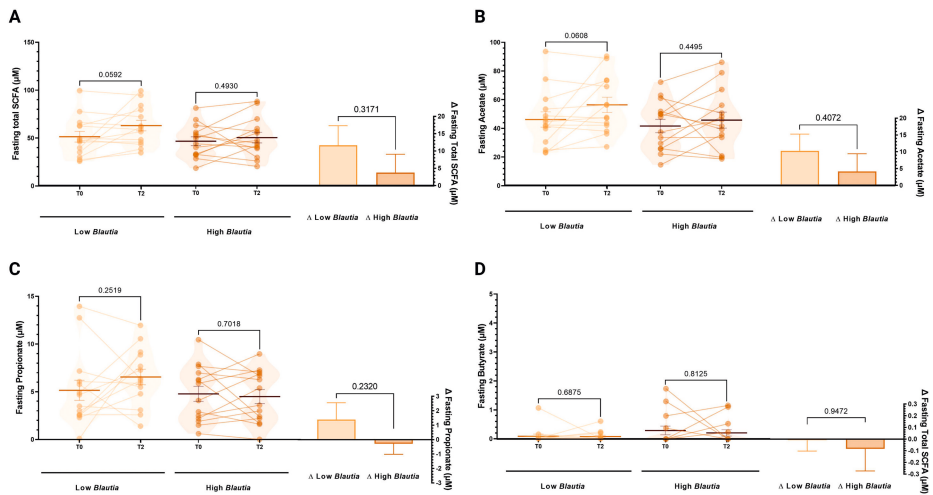 A
Fasting total SCFA (µM)
150
100
50
0
0.0592
0.4930
0.3171
T0
T2
T0
T2
20
15
10
5
0
Δ Fasting Total SCFA (µM)
Low Blautia
High Blautia
Δ Low Blautia
Δ High Blautia
B
Fasting Acetate (µM)
100
80
60
40
20
0
0.0608
0.4495
0.4072
T0
T2
T0
T2
20
15
10
5
0
Δ Fasting Acetate (µM)
Low Blautia
High Blautia
Δ Low Blautia
Δ High Blautia
C
Fasting Propionate (µM)
15
10
5
0
0.2519
0.7018
0.2320
T0
T2
T0
T2
3
2
1
0
-1
-2
-3
Δ Fasting Propionate (µM)
Low Blautia
High Blautia
Δ Low Blautia
Δ High Blautia
D
Fasting Butyrate (µM)
5
4
3
2
1
0
0.6875
0.8125
0.9472
T0
T2
T0
T2
0.3
0.2
0.1
0.0
-0.1
-0.2
-0.3
Δ Fasting Total SCFA (µM)
Low Blautia
High Blautia
Δ Low Blautia
Δ High Blautia